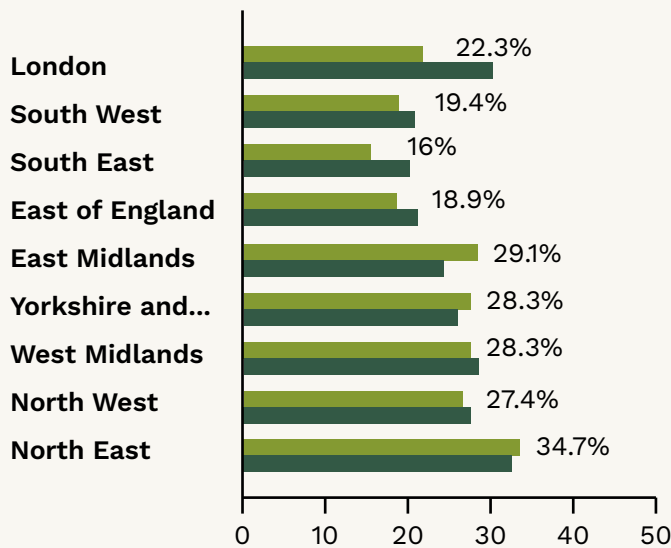 London 22.3%
South West 19.4%
South East 16%
East of England 18.9%
East Midlands 29.1%
Yorkshire and... 28.3%
West Midlands 28.3%
North West 27.4%
North East 34.7%
0 10 20 30 40 50